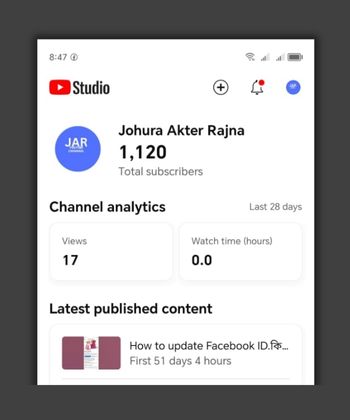 8:47
Studio
JAR
Johura Akter Rajna
1,120
Total subscribers
Channel analytics
Last 28 days
Views
17
Watch time (hours)
0.0
Latest published content
How to update Facebook ID.কি...
First 51 days 4 hours